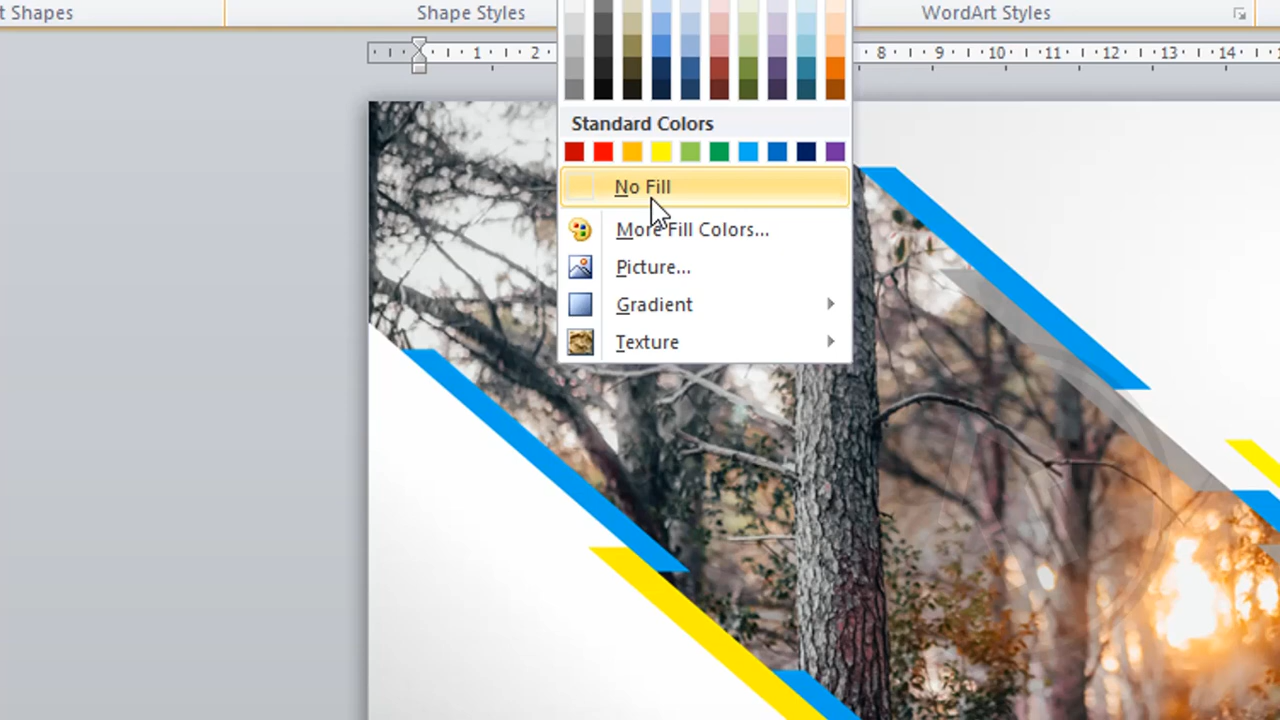 t Shapes
Shape Styles
WordArt Styles
1 2 8 9 10 11 12 13 14
Standard Colors
No Fill
More Fill Colors...
Picture...
Gradient
Texture